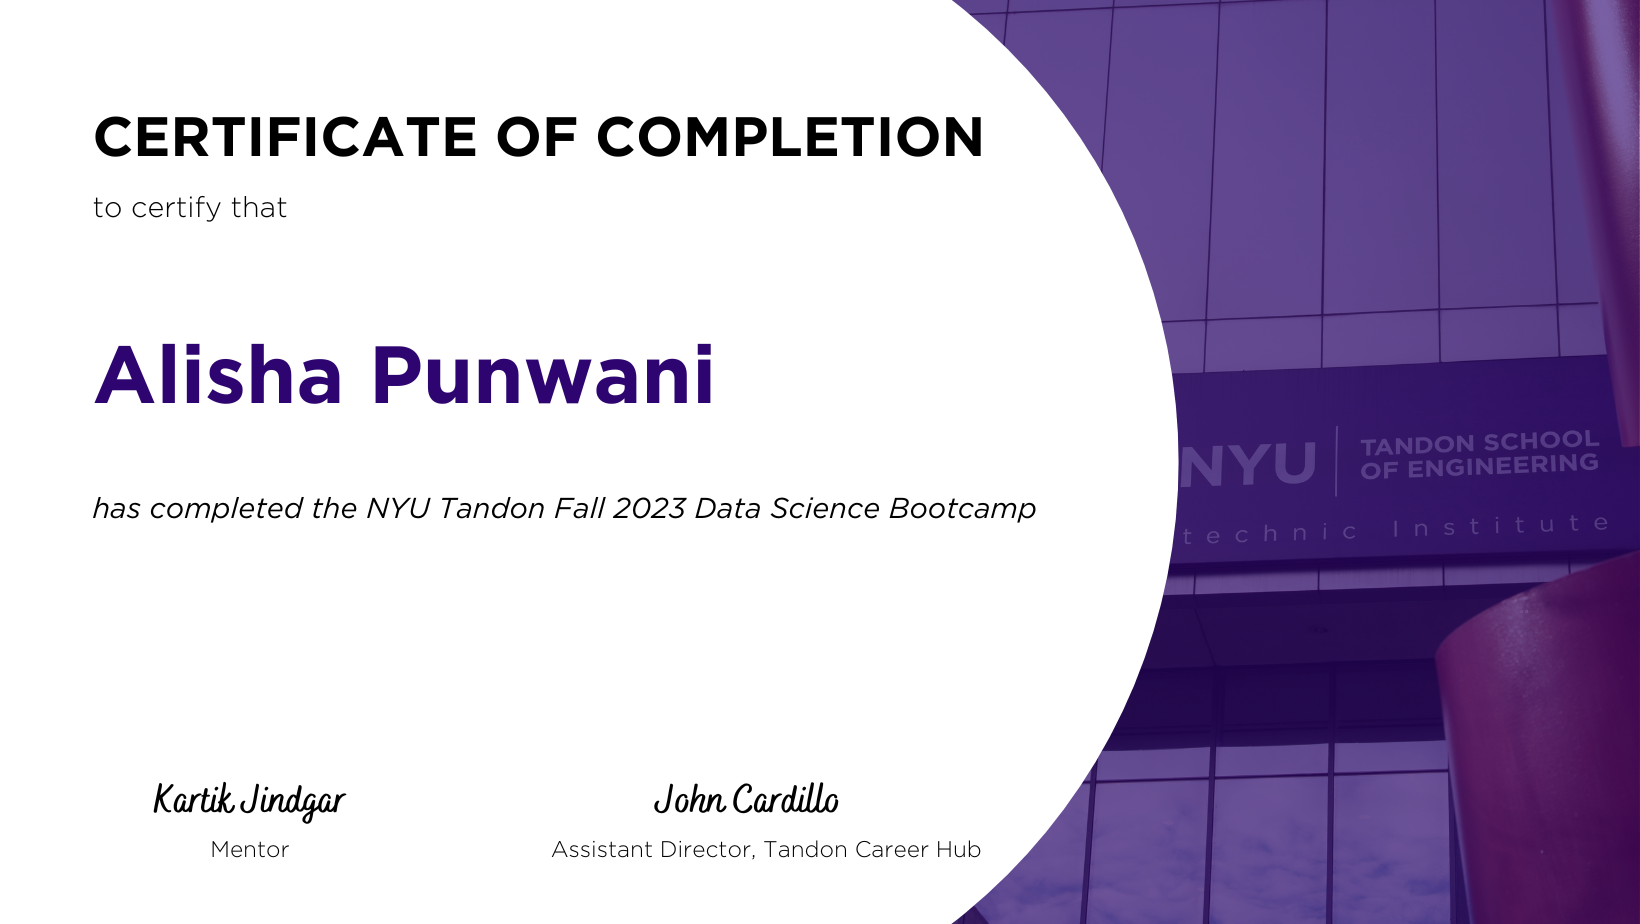 CERTIFICATE OF COMPLETION
to certify that
Alisha Punwani
has completed the NYU Tandon Fall 2023 Data Science Bootcamp
Kartik Jindgar
Mentor
John Cardillo
Assistant Director, Tandon Career Hub
NYU
TANDON SCHOOL
OF ENGINEERING
technic Institute